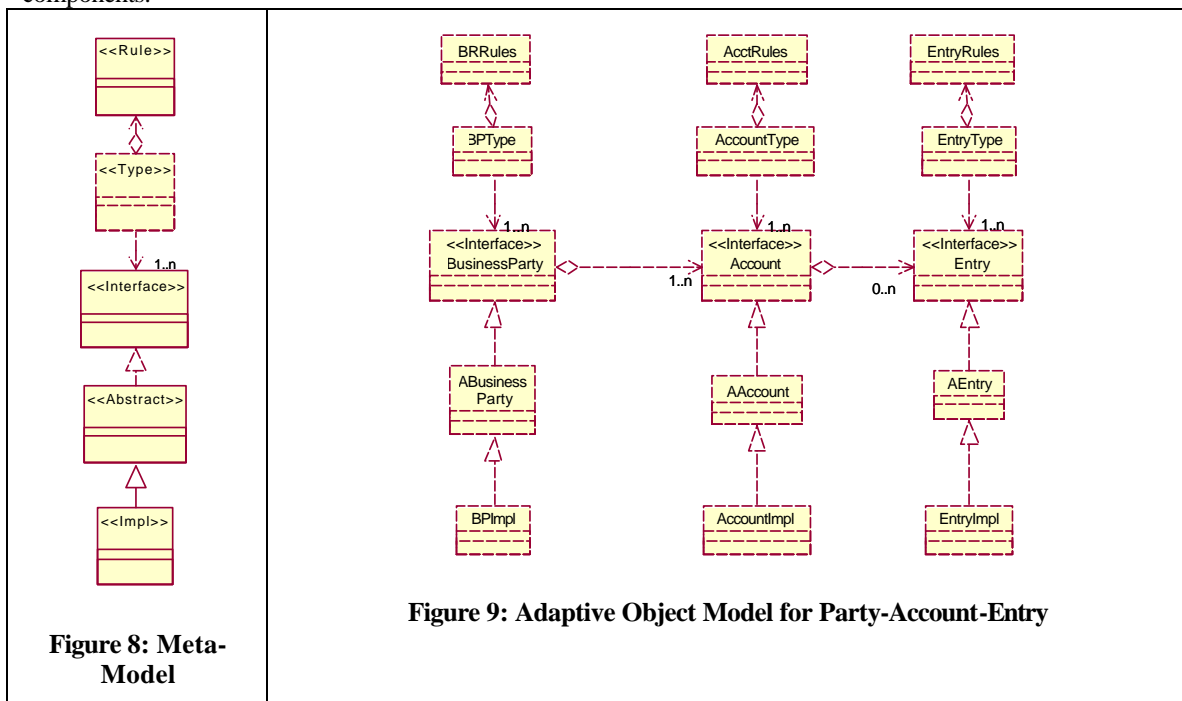 components.
<<Rule>>
<<Type>>
1..n
<<Interface>>
<<Abstract>>
<<Impl>>
Figure 8: Meta-
Model
BRRules
AcctRules
EntryRules
BPType
AccountType
EntryType
1..n
1..n
1..n
<<Interface>>
BusinessParty
<<Interface>>
Account
<<Interface>>
Entry
1..n
0..n
ABusiness
Party
AAccount
AEntry
BPImpl
AccountImpl
EntryImpl
Figure 9: Adaptive Object Model for Party-Account-Entry